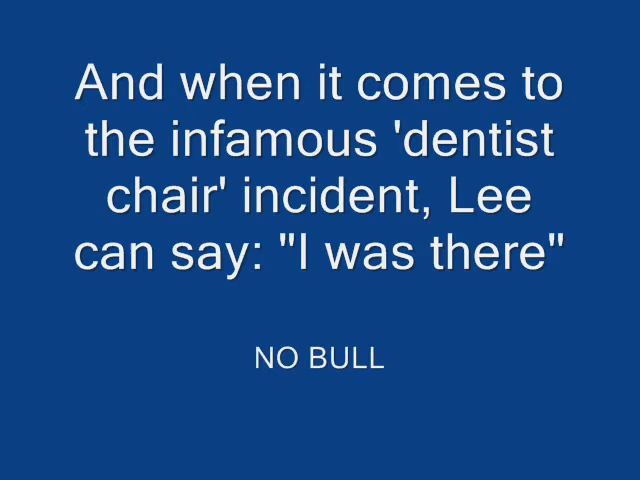 And when it comes to
the infamous 'dentist
chair' incident, Lee
can say: "I was there"
NO BULL